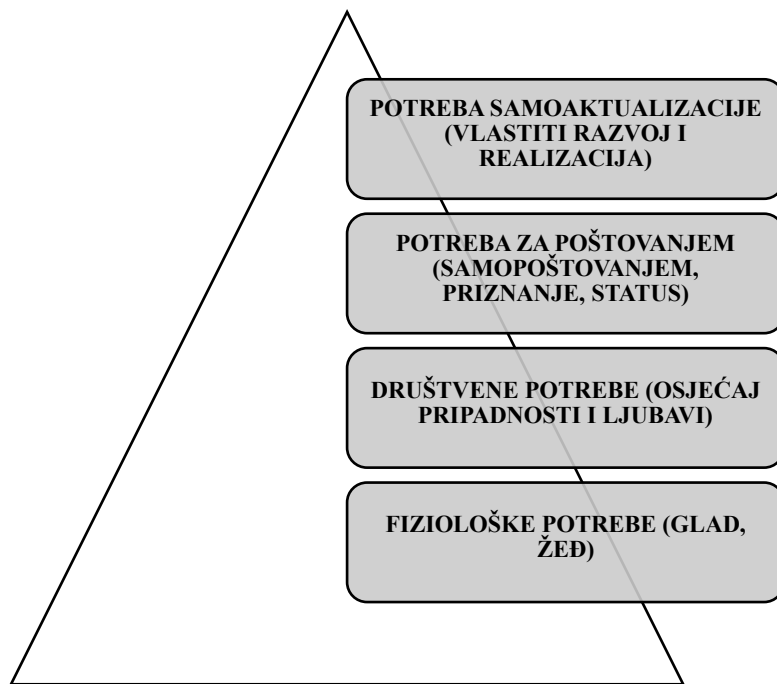 POTREBA SAMOAKTUALIZACIJE
(VLASTITI RAZVOJ I
REALIZACIJA)
POTREBA ZA POŠTOVANJEM
(SAMOPOŠTOVANJEM,
PRIZNANJE, STATUS)
DRUŠTVENE POTREBE (OSJEĆAJ
PRIPADNOSTI I LJUBAVI)
FIZIOLOŠKE POTREBE (GLAD,
ŽEĐ)